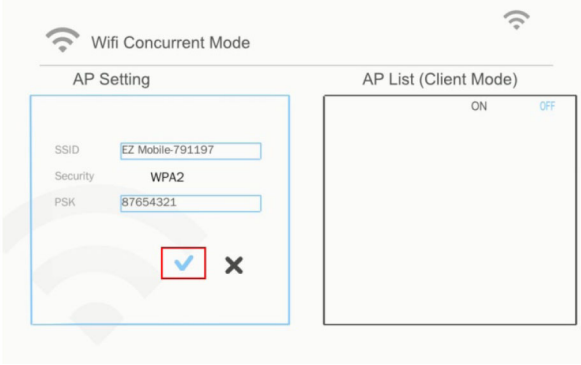 Wifi Concurrent Mode
AP Setting
AP List (Client Mode)
ON OFF
SSID EZ Mobile-791197
Security WPA2
PSK 87654321